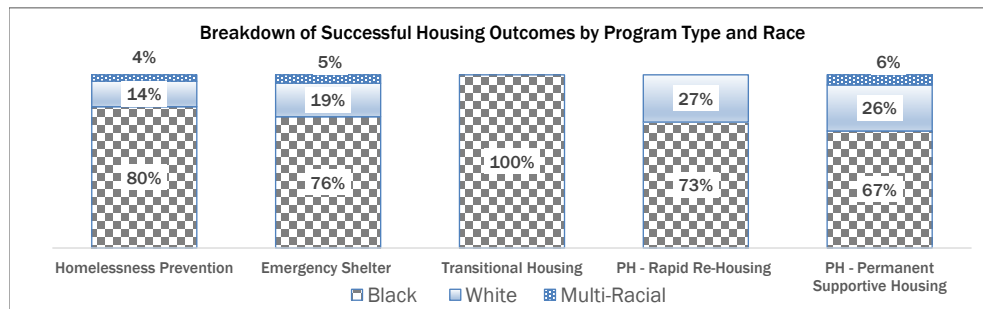 Breakdown of Successful Housing Outcomes by Program Type and Race
4% 5% 6%
14% 19% 27% 26%
80% 76% 100% 73% 67%
Homelessness Prevention Emergency Shelter Transitional Housing PH - Rapid Re-Housing PH - Permanent
Supportive Housing
Black White Multi-Racial